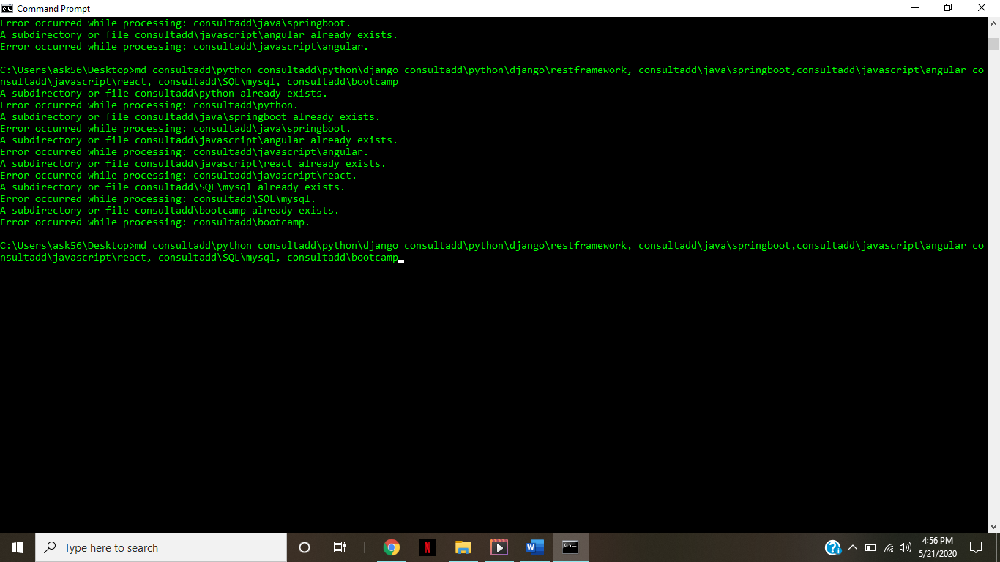 Command Prompt
Error occurred while processing: consultadd\java\springboot.
A subdirectory or file consultadd\javascript\angular already exists.
Error occurred while processing: consultadd\javascript\angular.
C:\Users\ask56\Desktop>md consultadd\python consultadd\python\django consultadd\python\django\restframework, consultadd\java\springboot,consultadd\javascript\angular co
nsultadd\javascript\react, consultadd\SQL\mysql, consultadd\bootcamp
A subdirectory or file consultadd\python already exists.
Error occurred while processing: consultadd\python.
A subdirectory or file consultadd\java\springboot already exists.
Error occurred while processing: consultadd\java\springboot.
A subdirectory or file consultadd\javascript\angular already exists.
Error occurred while processing: consultadd\javascript\angular.
A subdirectory or file consultadd\javascript\react already exists.
Error occurred while processing: consultadd\javascript\react.
A subdirectory or file consultadd\SQL\mysql already exists.
Error occurred while processing: consultadd\SQL\mysql.
A subdirectory or file consultadd\bootcamp already exists.
Error occurred while processing: consultadd\bootcamp.
C:\Users\ask56\Desktop>md consultadd\python consultadd\python\django consultadd\python\django\restframework, consultadd\java\springboot,consultadd\javascript\angular co
nsultadd\javascript\react, consultadd\SQL\mysql, consultadd\bootcamp
Type here to search
4:56 PM
5/21/2020